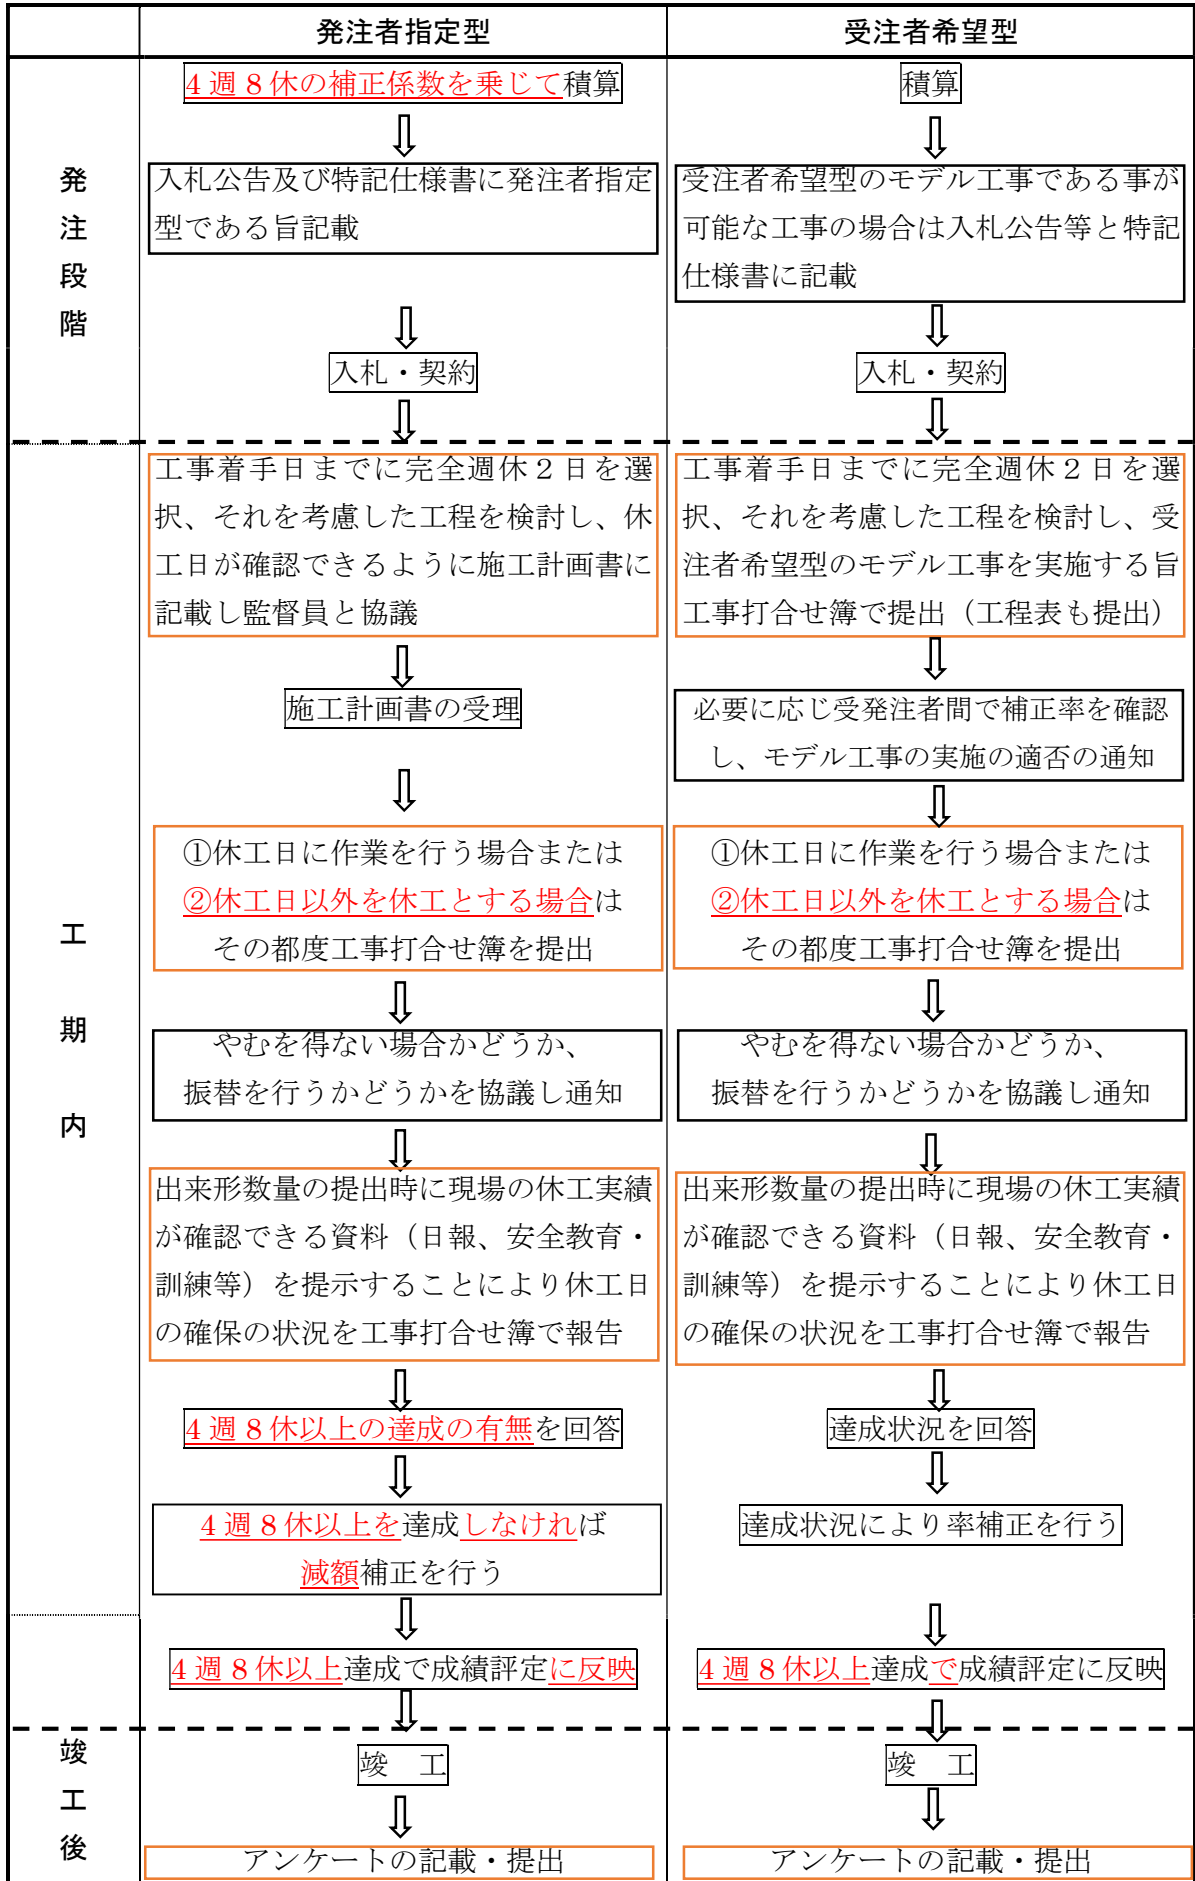 発注者指定型
受注者希望型
発注段階
4週8休の補正係数を乗じて積算
入札公告及び特記仕様書に発注者指定
型である旨記載
入札・契約
積算
受注者希望型のモデル工事である事が
可能な工事の場合は入札公告等と特記
仕様書に記載
入札・契約
工期内
工事着手日までに完全週休2日を選
択、それを考慮した工程を検討し、休
工日が確認できるように施工計画書に
記載し監督員と協議
施工計画書の受理
①休工日に作業を行う場合または
②休工日以外を休工とする場合は
その都度工事打合せ簿を提出
やむを得ない場合かどうか、
振替を行うかどうかを協議し通知
出来形数量の提出時に現場の休工実績
が確認できる資料（日報、安全教育・
訓練等）を提示することにより休工日
の確保の状況を工事打合せ簿で報告
4週8休以上の達成の有無を回答
4週8休以上を達成しなければ
減額補正を行う
4週8休以上達成で成績評定に反映
工事着手日までに完全週休2日を選
択、それを考慮した工程を検討し、受
注者希望型のモデル工事を実施する旨
工事打合せ簿で提出（工程表も提出）
必要に応じ受発注者間で補正率を確認
し、モデル工事の実施の適否の通知
①休工日に作業を行う場合または
②休工日以外を休工とする場合は
その都度工事打合せ簿を提出
やむを得ない場合かどうか、
振替を行うかどうかを協議し通知
出来形数量の提出時に現場の休工実績
が確認できる資料（日報、安全教育・
訓練等）を提示することにより休工日
の確保の状況を工事打合せ簿で報告
達成状況を回答
達成状況により率補正を行う
4週8休以上達成で成績評定に反映
竣工後
竣　工
アンケートの記載・提出
竣　工
アンケートの記載・提出